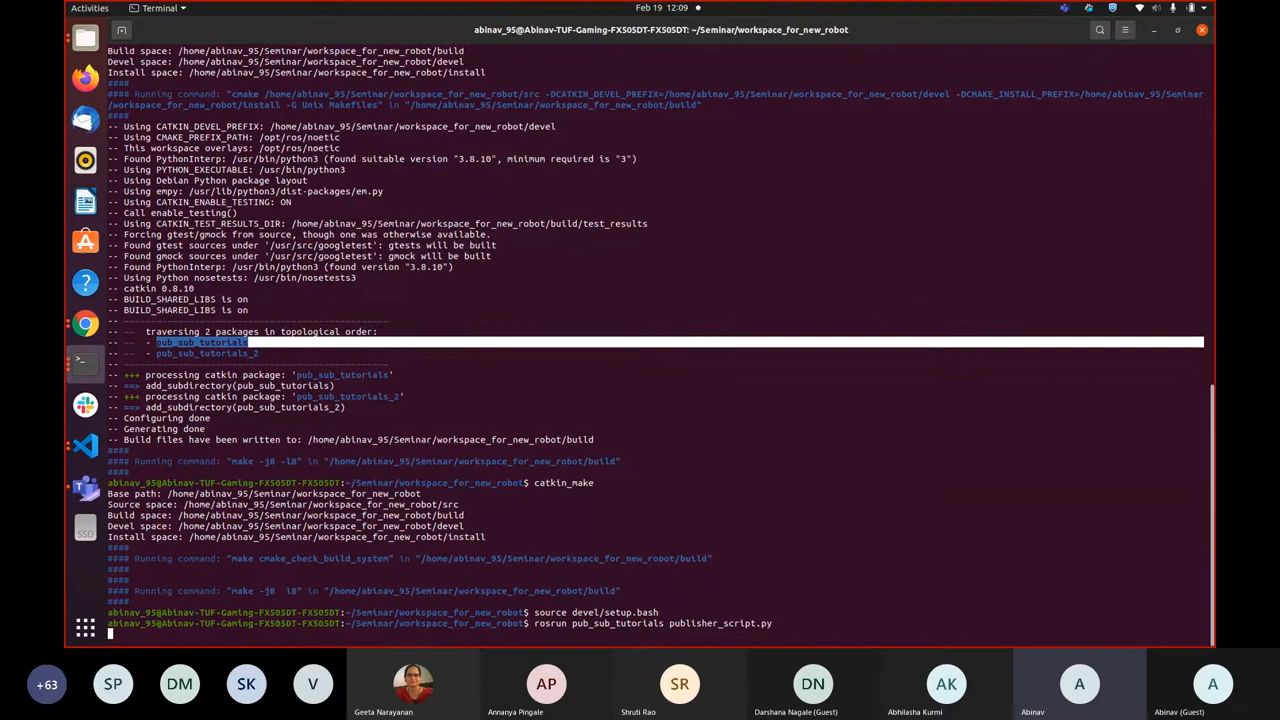 Activities
Terminal
Feb 19 12:09
abinav_95@Abinav-TUF-Gaming-FX505DT-FX505DT: ~/Seminar/workspace_for_new_robot
Build space: /home/abinav_95/Seminar/workspace_for_new_robot/build
Devel space: /home/abinav_95/Seminar/workspace_for_new_robot/devel
Install space: /home/abinav_95/Seminar/workspace_for_new_robot/install
####
#### Running command: "cmake /home/abinav_95/Seminar/workspace_for_new_robot/src -DCATKIN_DEVEL_PREFIX=/home/abinav_95/Seminar/workspace_for_new_robot/devel -DCMAKE_INSTALL_PREFIX=/home/abinav_95/Seminar
/workspace_for_new_robot/install -G Unix Makefiles" in "/home/abinav_95/Seminar/workspace_for_new_robot/build"
####
-- Using CATKIN_DEVEL_PREFIX: /home/abinav_95/Seminar/workspace_for_new_robot/devel
-- Using CMAKE_PREFIX_PATH: /opt/ros/noetic
-- This workspace overlays: /opt/ros/noetic
-- Found PythonInterp: /usr/bin/python3 (found suitable version "3.8.10", minimum required is "3")
-- Using PYTHON_EXECUTABLE: /usr/bin/python3
-- Using Debian Python package layout
-- Using empy: /usr/lib/python3/dist-packages/em.py
-- Using CATKIN_ENABLE_TESTING: ON
-- Call enable_testing()
-- Using CATKIN_TEST_RESULTS_DIR: /home/abinav_95/Seminar/workspace_for_new_robot/build/test_results
-- Forcing gtest/gmock from source, though one was otherwise available.
-- Found gtest sources under '/usr/src/googletest': gtests will be built
-- Found gmock sources under '/usr/src/googletest': gmock will be built
-- Found PythonInterp: /usr/bin/python3 (found version "3.8.10")
-- Using Python nosetests: /usr/bin/nosetests3
-- catkin 0.8.10
-- BUILD_SHARED_LIBS is on
-- BUILD_SHARED_LIBS is on
-- ~~~~~~~~~~~~~~~~~~~~~~~~~~~~~~~~~~~~~~~~~~~~~~~~~
-- ~~  traversing 2 packages in topological order:
-- ~~  - pub_sub_tutorials
-- ~~  - pub_sub_tutorials_2
-- ~~~~~~~~~~~~~~~~~~~~~~~~~~~~~~~~~~~~~~~~~~~~~~~~~
-- +++ processing catkin package: 'pub_sub_tutorials'
-- ==> add_subdirectory(pub_sub_tutorials)
-- +++ processing catkin package: 'pub_sub_tutorials_2'
-- ==> add_subdirectory(pub_sub_tutorials_2)
-- Configuring done
-- Generating done
-- Build files have been written to: /home/abinav_95/Seminar/workspace_for_new_robot/build
####
#### Running command: "make -j8 -l8" in "/home/abinav_95/Seminar/workspace_for_new_robot/build"
####
abinav_95@Abinav-TUF-Gaming-FX505DT-FX505DT:~/Seminar/workspace_for_new_robot$ catkin_make
Base path: /home/abinav_95/Seminar/workspace_for_new_robot
Source space: /home/abinav_95/Seminar/workspace_for_new_robot/src
Build space: /home/abinav_95/Seminar/workspace_for_new_robot/build
Devel space: /home/abinav_95/Seminar/workspace_for_new_robot/devel
Install space: /home/abinav_95/Seminar/workspace_for_new_robot/install
####
#### Running command: "make cmake_check_build_system" in "/home/abinav_95/Seminar/workspace_for_new_robot/build"
####
####
#### Running command: "make -j8 -l8" in "/home/abinav_95/Seminar/workspace_for_new_robot/build"
####
abinav_95@Abinav-TUF-Gaming-FX505DT-FX505DT:~/Seminar/workspace_for_new_robot$ source devel/setup.bash
abinav_95@Abinav-TUF-Gaming-FX505DT-FX505DT:~/Seminar/workspace_for_new_robot$ rosrun pub_sub_tutorials publisher_script.py
SSD
+63
SP
DM
SK
V
AP
SR
DN
AK
A
A
Geeta Narayanan
Annanya Pingale
Shruti Rao
Darshana Nagale (Guest)
Abhilasha Kurmi
Abinav
Abinav (Guest)